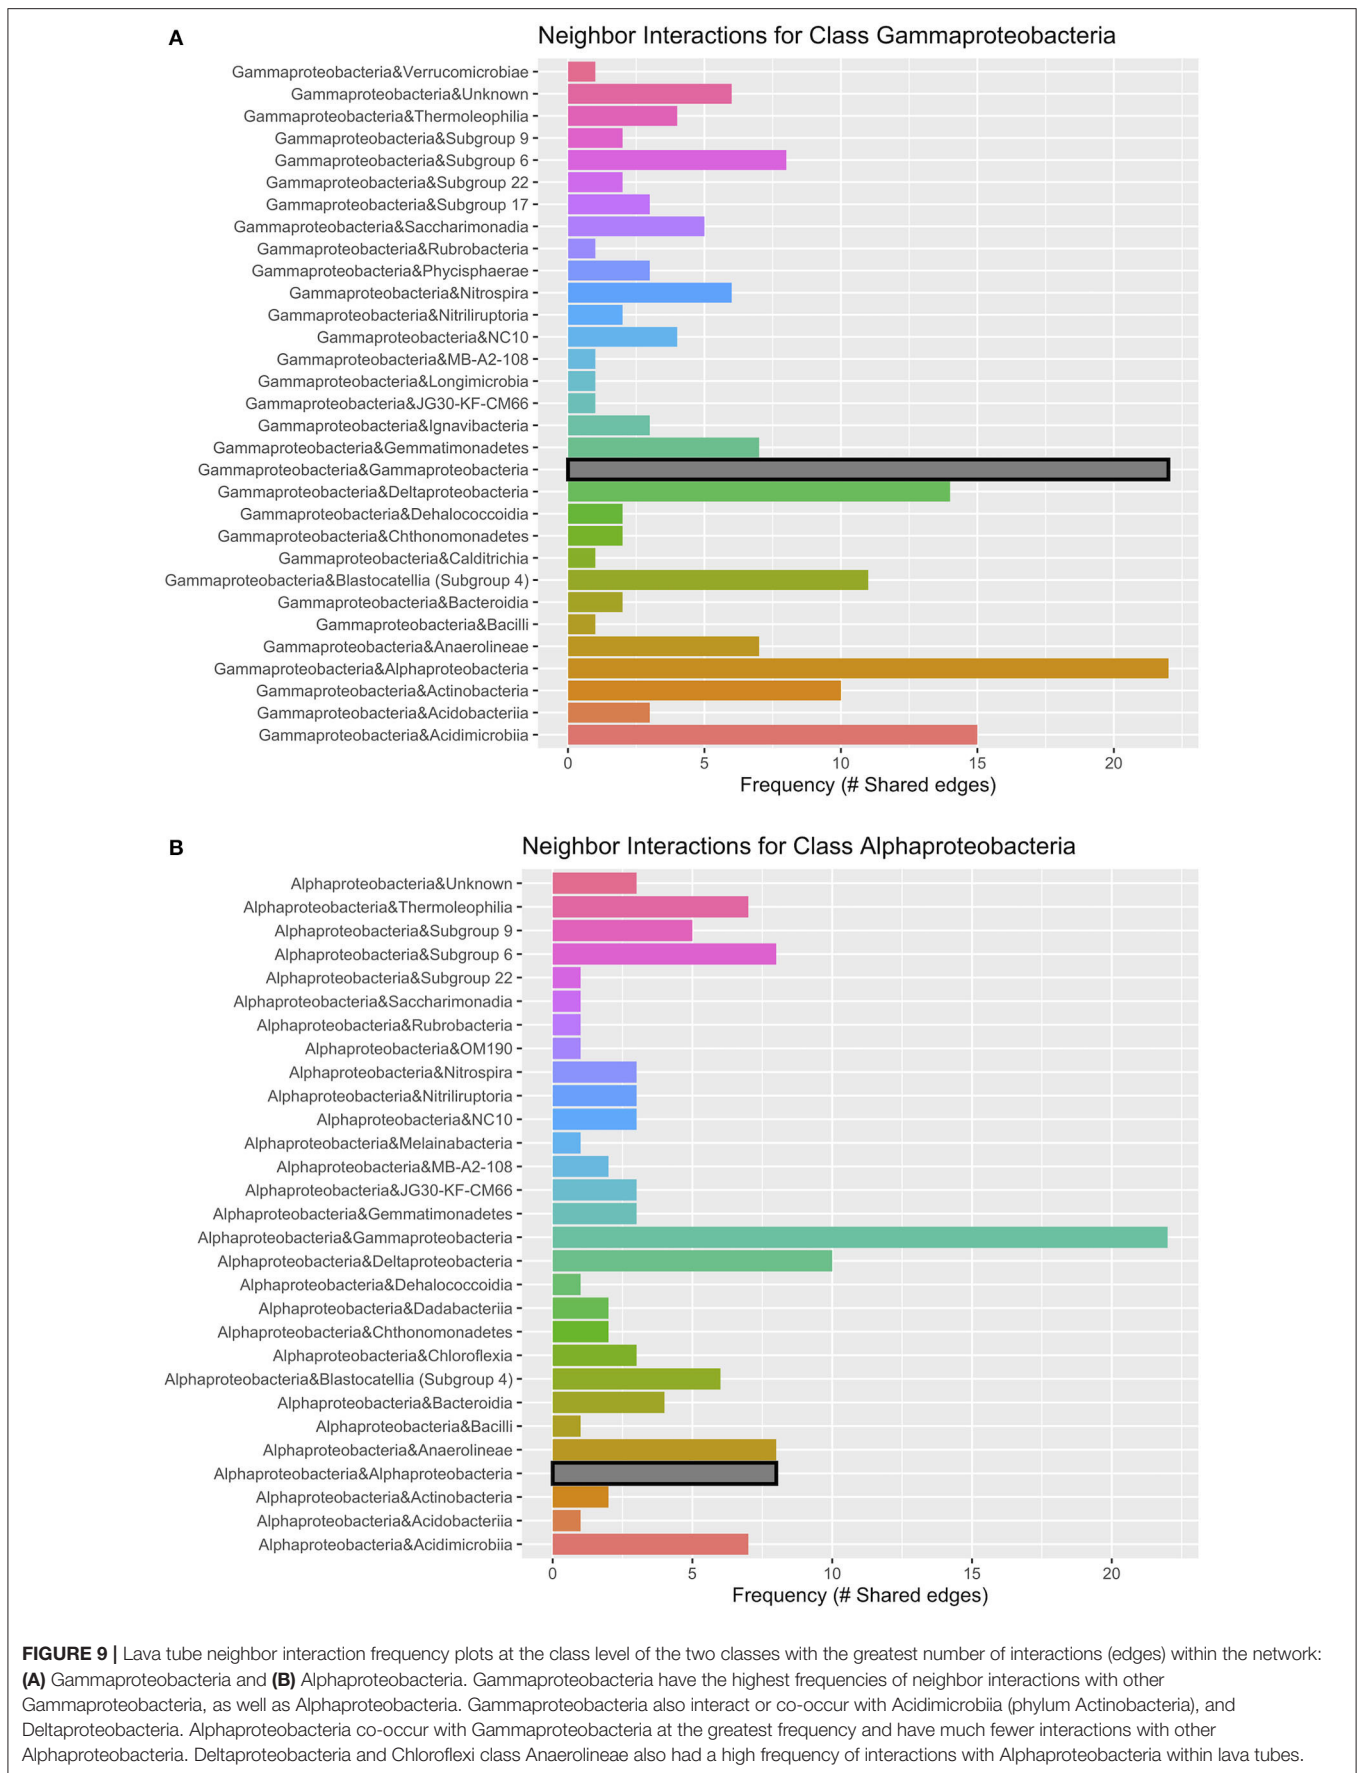 A
Neighbor Interactions for Class Gammaproteobacteria
Gammaproteobacteria&Verrucomicrobiae
Gammaproteobacteria&Unknown
Gammaproteobacteria&Thermoleophilia
Gammaproteobacteria&Subgroup 9
Gammaproteobacteria&Subgroup 6
Gammaproteobacteria&Subgroup 22
Gammaproteobacteria&Subgroup 17
Gammaproteobacteria&Saccharimonadia
Gammaproteobacteria&Rubrobacteria
Gammaproteobacteria&Phycisphaerae
Gammaproteobacteria&Nitrospira
Gammaproteobacteria&Nitriliruptoria
Gammaproteobacteria&NC10
Gammaproteobacteria&MB-A2-108
Gammaproteobacteria&Longimicrobia
Gammaproteobacteria&JG30-KF-CM66
Gammaproteobacteria&Ignavibacteria
Gammaproteobacteria&Gemmatimonadetes
Gammaproteobacteria&Gammaproteobacteria
Gammaproteobacteria&Deltaproteobacteria
Gammaproteobacteria&Dehalococcoidia
Gammaproteobacteria&Chthonomonadetes
Gammaproteobacteria&Calditrichia
Gammaproteobacteria&Blastocatellia (Subgroup 4)
Gammaproteobacteria&Bacteroidia
Gammaproteobacteria&Bacilli
Gammaproteobacteria&Anaerolineae
Gammaproteobacteria&Alphaproteobacteria
Gammaproteobacteria&Actinobacteria
Gammaproteobacteria&Acidobacteriia
Gammaproteobacteria&Acidimicrobiia
0 5 10 15 20
Frequency (# Shared edges)
B
Neighbor Interactions for Class Alphaproteobacteria
Alphaproteobacteria&Unknown
Alphaproteobacteria&Thermoleophilia
Alphaproteobacteria&Subgroup 9
Alphaproteobacteria&Subgroup 6
Alphaproteobacteria&Subgroup 22
Alphaproteobacteria&Saccharimonadia
Alphaproteobacteria&Rubrobacteria
Alphaproteobacteria&OM190
Alphaproteobacteria&Nitrospira
Alphaproteobacteria&Nitriliruptoria
Alphaproteobacteria&NC10
Alphaproteobacteria&Melainabacteria
Alphaproteobacteria&MB-A2-108
Alphaproteobacteria&JG30-KF-CM66
Alphaproteobacteria&Gemmatimonadetes
Alphaproteobacteria&Gammaproteobacteria
Alphaproteobacteria&Deltaproteobacteria
Alphaproteobacteria&Dehalococcoidia
Alphaproteobacteria&Dadabacteriia
Alphaproteobacteria&Chthonomonadetes
Alphaproteobacteria&Chloroflexia
Alphaproteobacteria&Blastocatellia (Subgroup 4)
Alphaproteobacteria&Bacteroidia
Alphaproteobacteria&Bacilli
Alphaproteobacteria&Anaerolineae
Alphaproteobacteria&Alphaproteobacteria
Alphaproteobacteria&Actinobacteria
Alphaproteobacteria&Acidobacteriia
Alphaproteobacteria&Acidimicrobiia
0 5 10 15 20
Frequency (# Shared edges)
FIGURE 9 | Lava tube neighbor interaction frequency plots at the class level of the two classes with the greatest number of interactions (edges) within the network:
(A) Gammaproteobacteria and (B) Alphaproteobacteria. Gammaproteobacteria have the highest frequencies of neighbor interactions with other
Gammaproteobacteria, as well as Alphaproteobacteria. Gammaproteobacteria also interact or co-occur with Acidimicrobiia (phylum Actinobacteria), and
Deltaproteobacteria. Alphaproteobacteria co-occur with Gammaproteobacteria at the greatest frequency and have much fewer interactions with other
Alphaproteobacteria. Deltaproteobacteria and Chloroflexi class Anaerolineae also had a high frequency of interactions with Alphaproteobacteria within lava tubes.